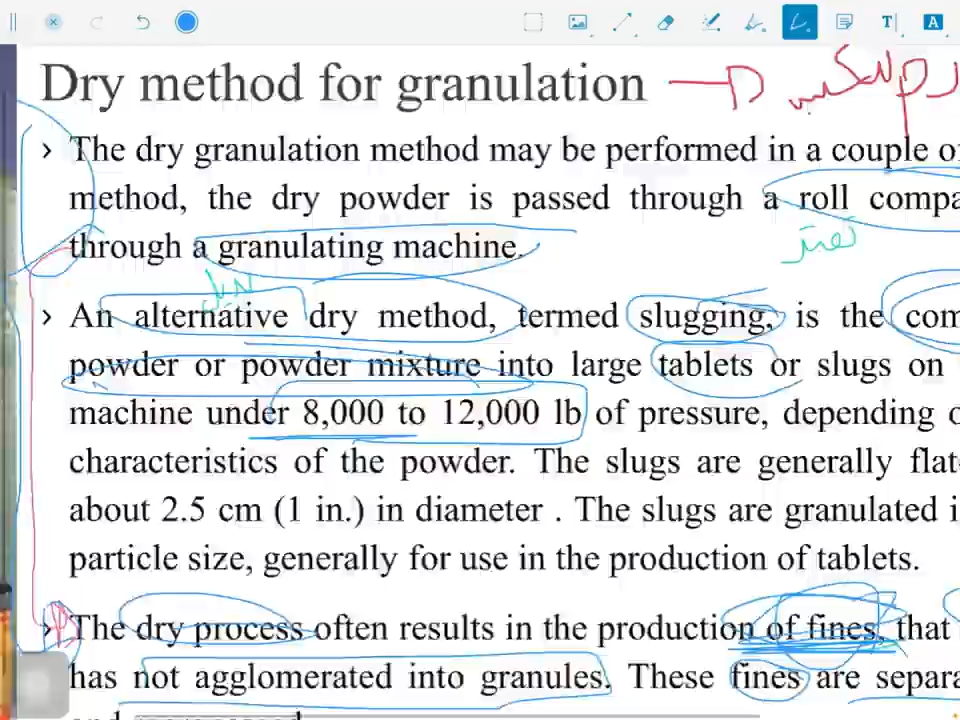 Dry method for granulation
› The dry granulation method may be performed in a couple of
method, the dry powder is passed through a roll compa
through a granulating machine.
› An alternative dry method, termed slugging, is the com
powder or powder mixture into large tablets or slugs on
machine under 8,000 to 12,000 lb of pressure, depending o
characteristics of the powder. The slugs are generally flat
about 2.5 cm (1 in.) in diameter . The slugs are granulated i
particle size, generally for use in the production of tablets.
› The dry process often results in the production of fines, that
has not agglomerated into granules. These fines are separa